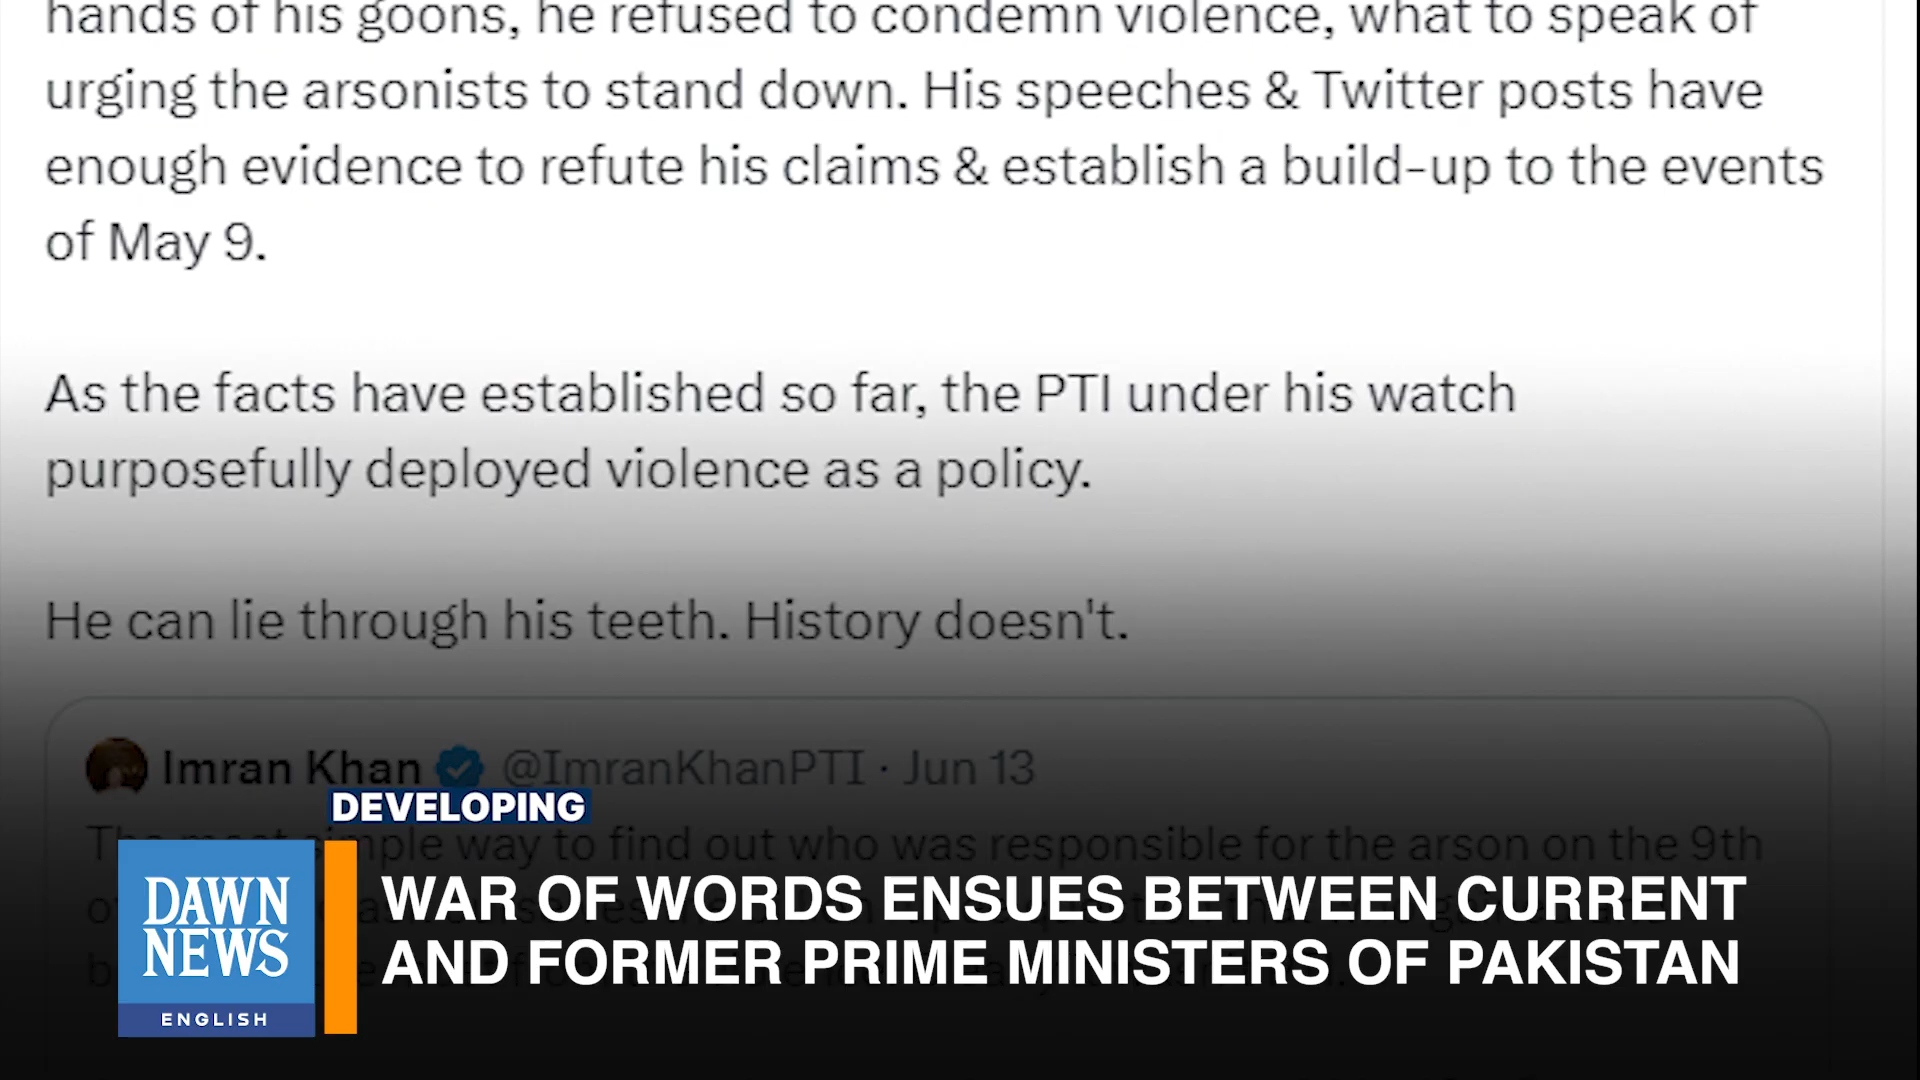 hands of his goons, he refused to condemn violence, what to speak of
urging the arsonists to stand down. His speeches & Twitter posts have
enough evidence to refute his claims & establish a build-up to the events
of May 9.
As the facts have established so far, the PTI under his watch
purposefully deployed violence as a policy.
He can lie through his teeth. History doesn't.
Imran Khan @ImranKhanPTI · Jun 13
The most simple way to find out who was responsible for the arson on the 9th
DEVELOPING
WAR OF WORDS ENSUES BETWEEN CURRENT
AND FORMER PRIME MINISTERS OF PAKISTAN
DAWN
NEWS
ENGLISH